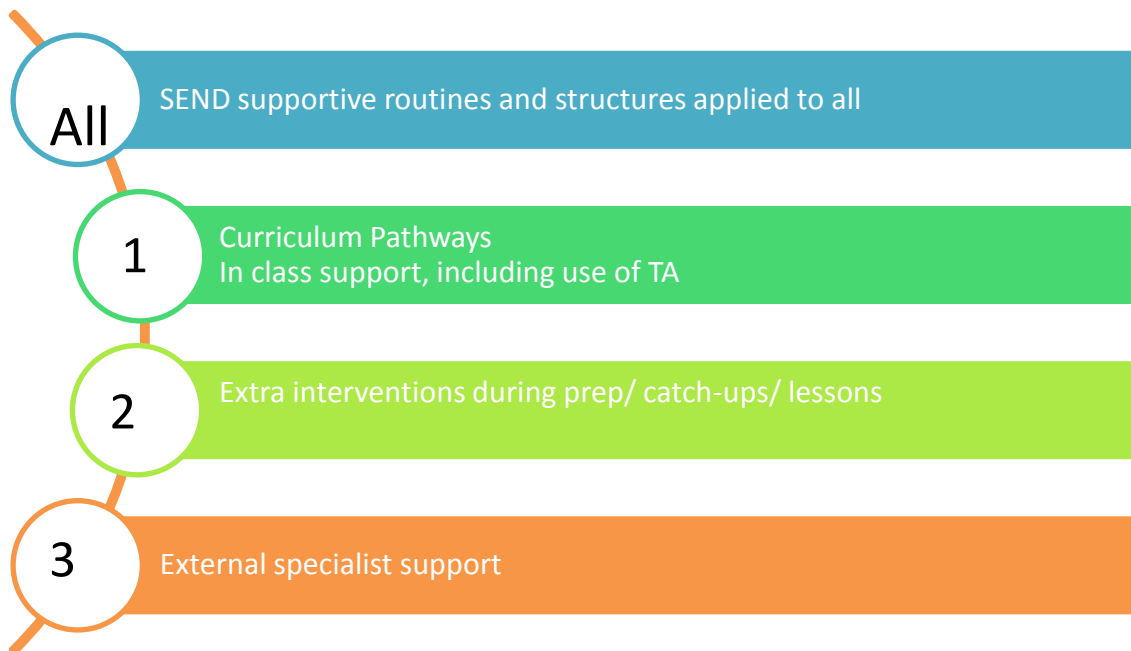 All
SEND supportive routines and structures applied to all
1
Curriculum Pathways
In class support, including use of TA
2
Extra interventions during prep/ catch-ups/ lessons
3
External specialist support